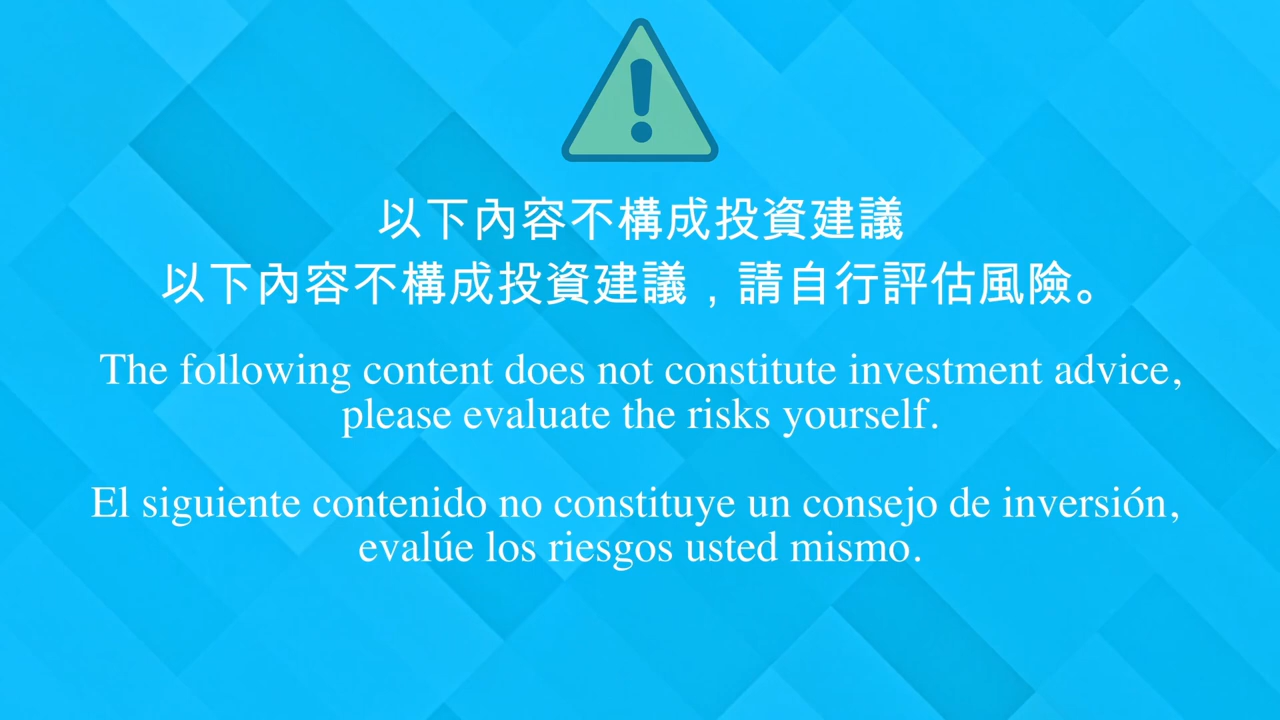 以下內容不構成投資建議
以下內容不構成投資建議，請自行評估風險。
The following content does not constitute investment advice,
please evaluate the risks yourself.
El siguiente contenido no constituye un consejo de inversión,
evalúe los riesgos usted mismo.